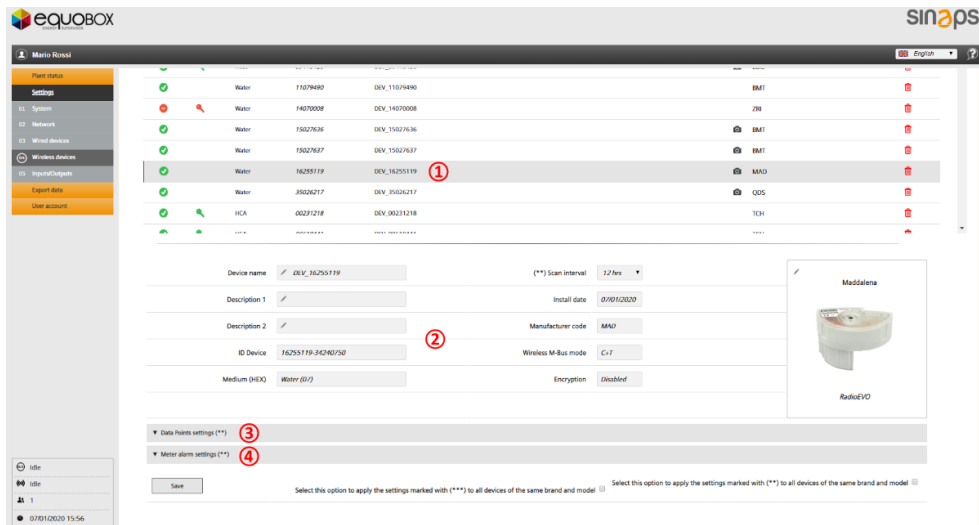 equoBOX
ENERGY SUPERVISOR
sinaps
Mario Rossi
English
Plant status
Settings
01 System
02 Network
03 Wired devices
Wireless devices
05 Inputs/Outputs
Export data
User account
Water 11079490 DEV_11079490 BMT
Water 14070008 DEV_14070008 ZRI
Water 15027636 DEV_15027636 BMT
Water 15027637 DEV_15027637 BMT
Water 16255119 DEV_16255119 1 MAD
Water 35026217 DEV_35026217 QDS
HCA 00231218 DEV_00231218 TCH
Device name DEV_16255119 (**) Scan interval 12 hrs
Description 1 Install date 07/01/2020
Description 2 2 Manufacturer code MAD
ID Device 16255119-34240750 Wireless M-Bus mode C+T
Medium (HEX) Water (07) Encryption Disabled
Maddalena
RadioEVO
▼ Data Points settings (**) 3
▼ Meter alarm settings (**) 4
Save
Select this option to apply the settings marked with (***) to all devices of the same brand and model
Select this option to apply the settings marked with (**) to all devices of the same brand and model
Idle
Idle
1
07/01/2020 15:56